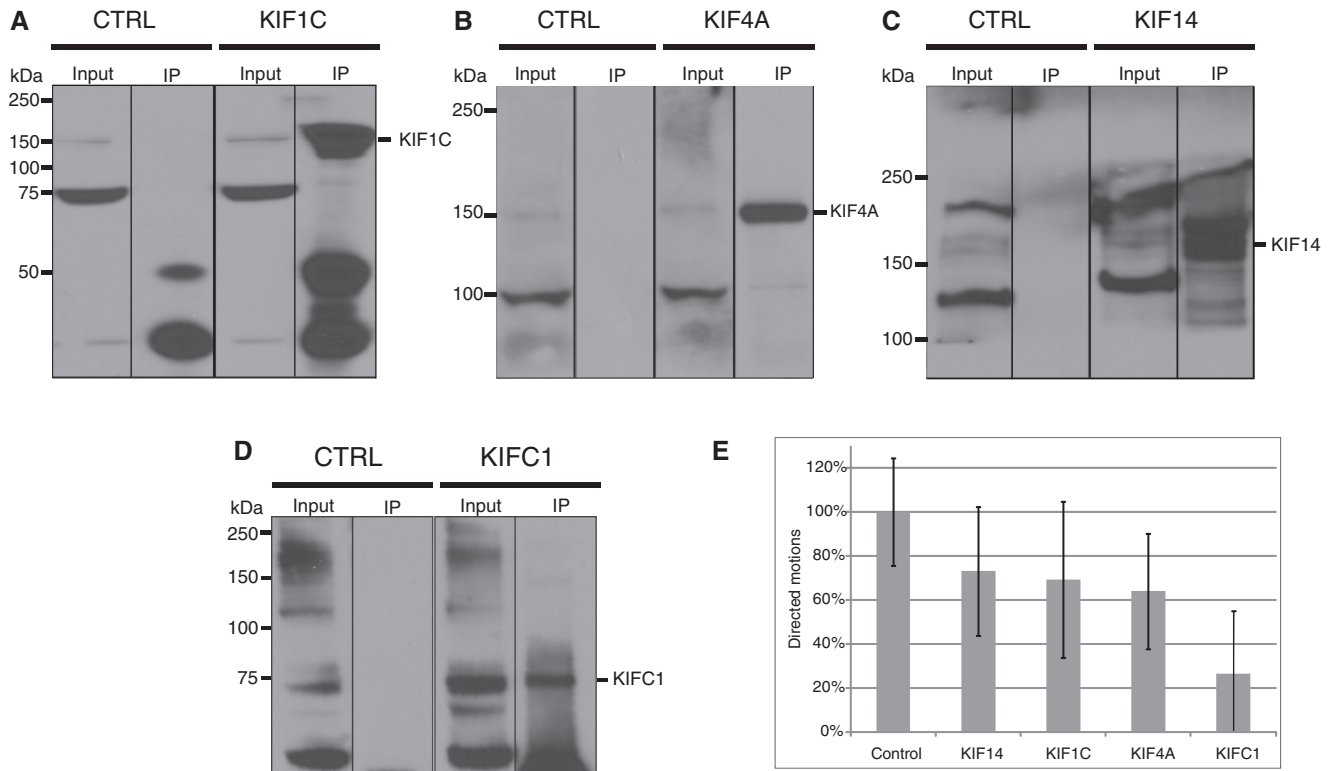 A CTRL KIF1C
kDa Input IP Input IP
250
150
100
75
50
KIF1C
B CTRL KIF4A
kDa Input IP Input IP
250
150
100
KIF4A
C CTRL KIF14
kDa Input IP Input IP
250
150
100
KIF14
D CTRL KIFC1
kDa Input IP Input IP
250
150
100
75
KIFC1
E
Directed motions
120%
100%
80%
60%
40%
20%
0%
Control KIF14 KIF1C KIF4A KIFC1